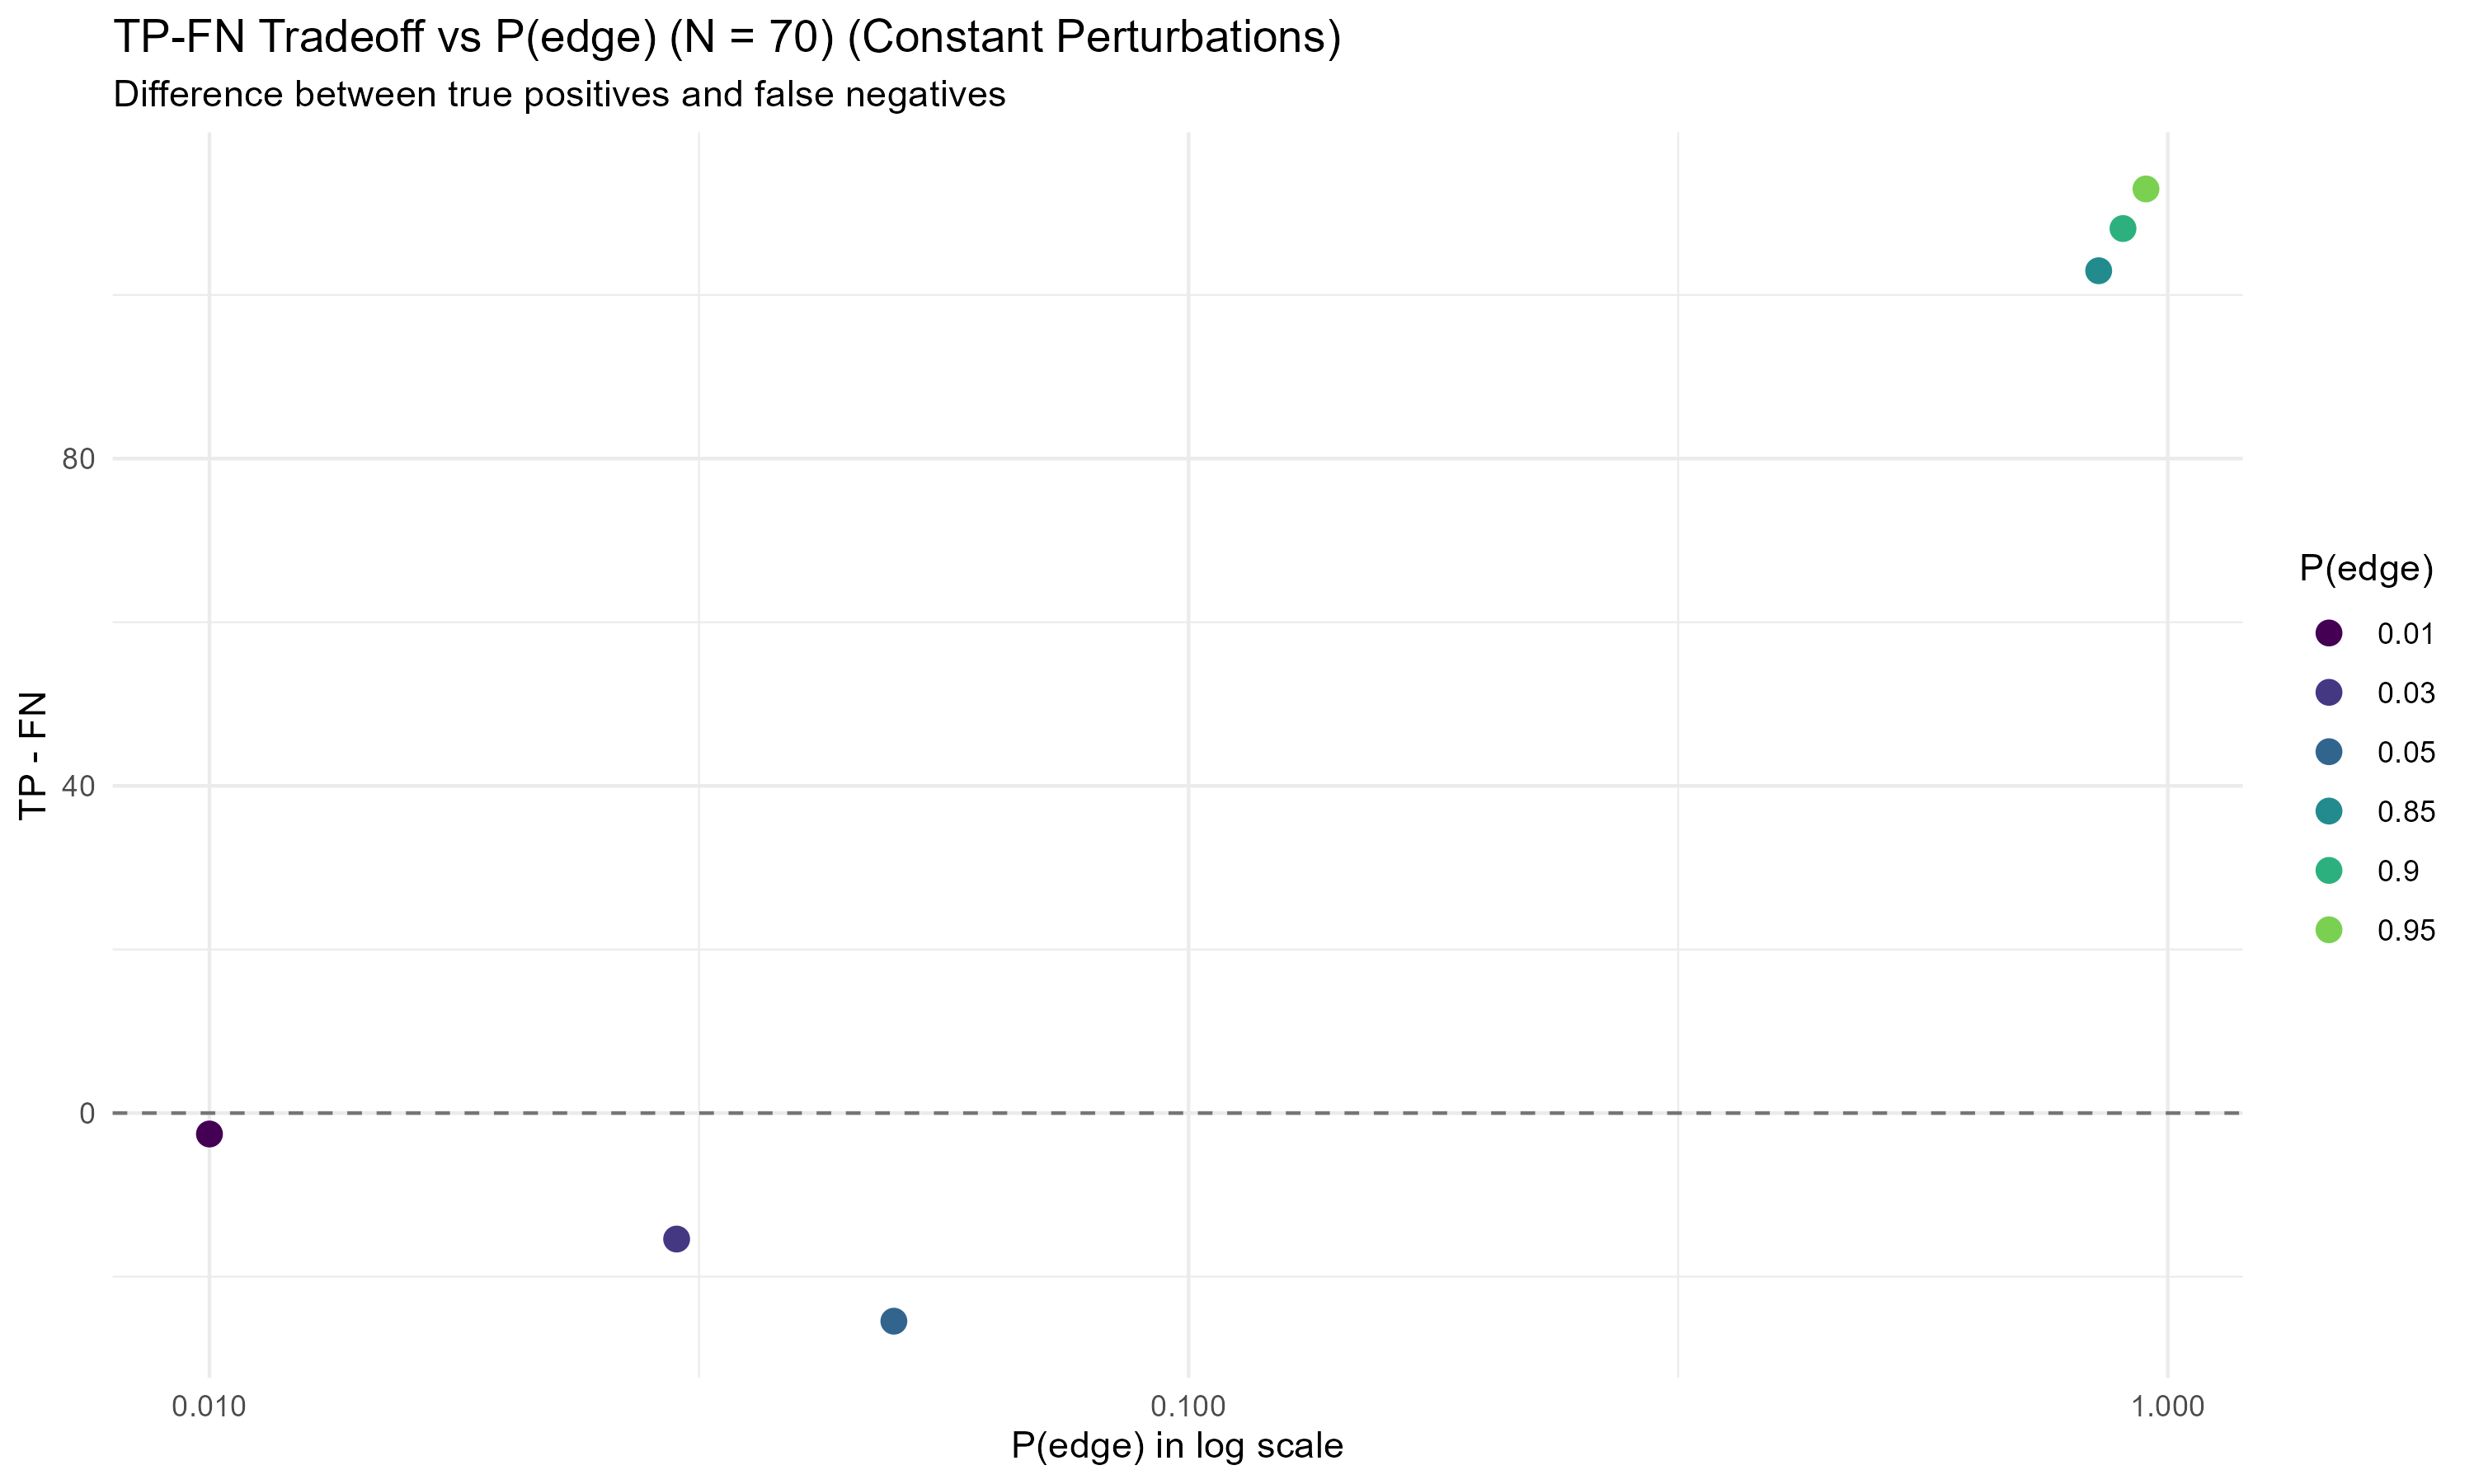 TP-FN Tradeoff vs P(edge) (N = 70) (Constant Perturbations)
Difference between true positives and false negatives
TP - FN
80
40
0
0.010
0.100
1.000
P(edge) in log scale
P(edge)
0.01
0.03
0.05
0.85
0.9
0.95